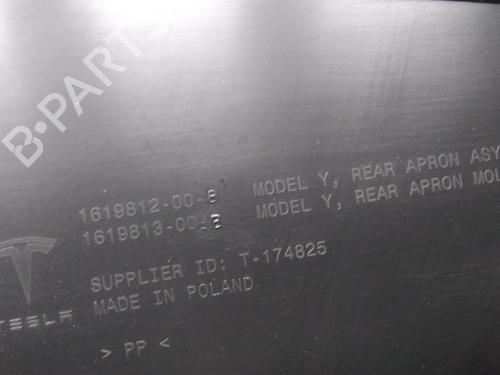 B-PARTS
1619812-00-B MODEL Y, REAR APRON ASY
1619813-00-B MODEL Y, REAR APRON MOL
SUPPLIER ID: T-174825
MADE IN POLAND
TESLA
> PP <